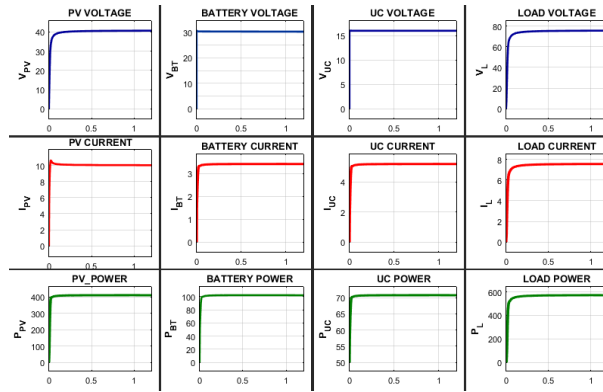 PV VOLTAGE BATTERY VOLTAGE UC VOLTAGE LOAD VOLTAGE
V_PV V_BT V_UC V_L
40 30 20 10 0
30 25 20 15 10 5 0
15 10 5 0
80 60 40 20 0
0 0.5 1 0 0.5 1 0 0.5 1 0 0.5 1
PV CURRENT BATTERY CURRENT UC CURRENT LOAD CURRENT
I_PV I_BT I_UC I_L
10 8 6 4 2 0
3 2 1 0
4 2 0
8 6 4 2 0
0 0.5 1 0 0.5 1 0 0.5 1 0 0.5 1
PV_POWER BATTERY POWER UC POWER LOAD POWER
P_PV P_BT P_UC P_L
400 300 200 100 0
100 80 60 40 20 0
70 65 60 55 50
600 400 200 0
0 0.5 1 0 0.5 1 0 0.5 1 0 0.5 1